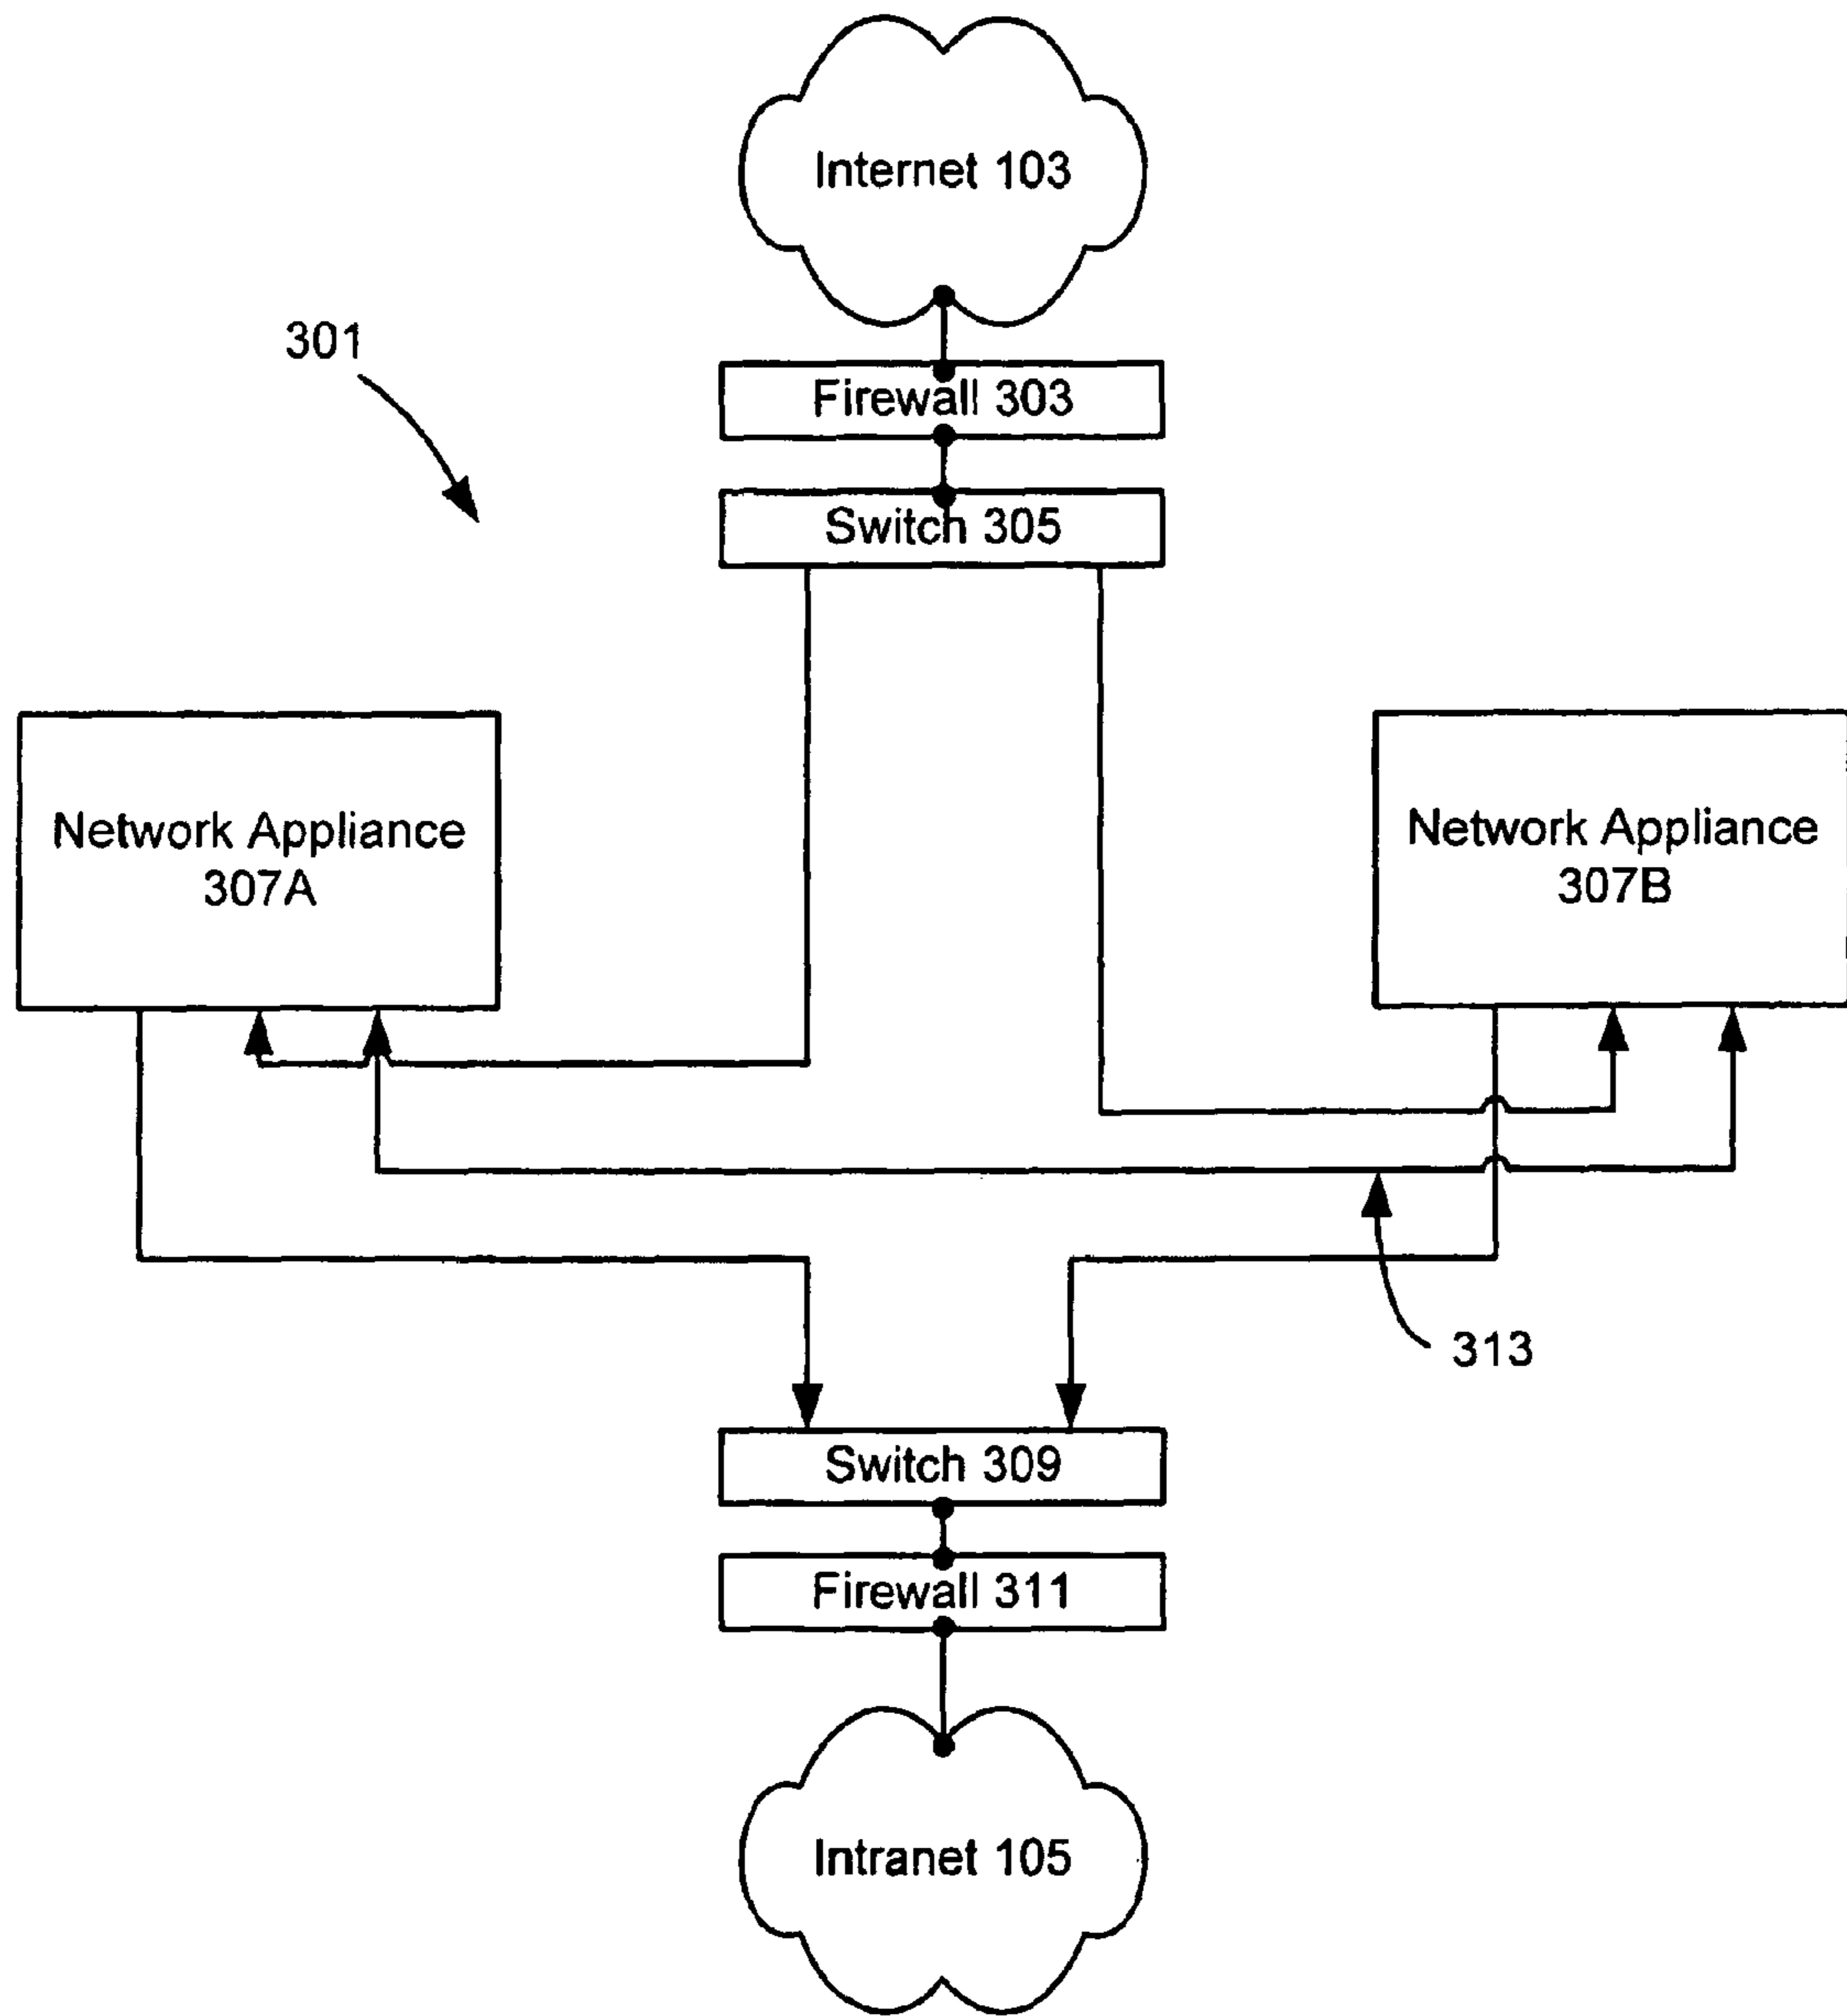 Internet 103
301
Firewall 303
Switch 305
Network Appliance
307A
Network Appliance
307B
313
Switch 309
Firewall 311
Intranet 105